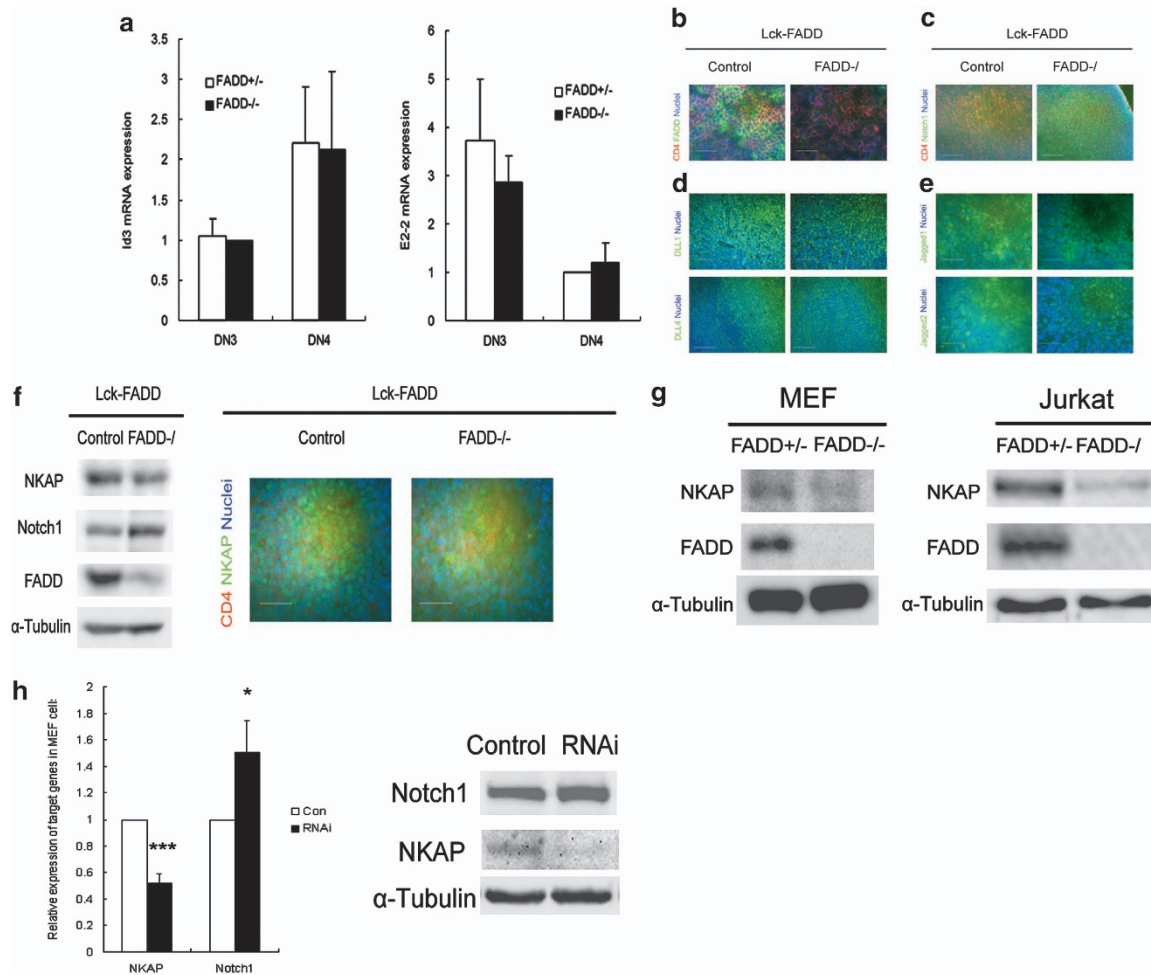 a
Id3 mRNA expression
3.5
3
2.5
2
1.5
1
0.5
0
FADD+/-
FADD-/-
DN3 DN4
E2-2 mRNA expression
6
5
4
3
2
1
0
FADD+/-
FADD-/-
DN3 DN4
b
Lck-FADD
Control FADD-/
CD4 FADD Nuclei
c
Lck-FADD
Control FADD-/
CD4 Notch1 Nuclei
d
DLL1 Nuclei
DLL4 Nuclei
e
Jagged1 Nuclei
Jagged2 Nuclei
f
Lck-FADD
Control FADD-/
NKAP
Notch1
FADD
α-Tubulin
Lck-FADD
Control FADD-/-
CD4 NKAP Nuclei
g
MEF
FADD+/- FADD-/-
NKAP
FADD
α-Tubulin
Jurkat
FADD+/- FADD-/
NKAP
FADD
α-Tubulin
h
Relative expression of target genes in MEF cell:
2
1.8
1.6
1.4
1.2
1
0.8
0.6
0.4
0.2
0
***
*
Con
RNAi
NKAP Notch1
Control RNAi
Notch1
NKAP
α-Tubulin